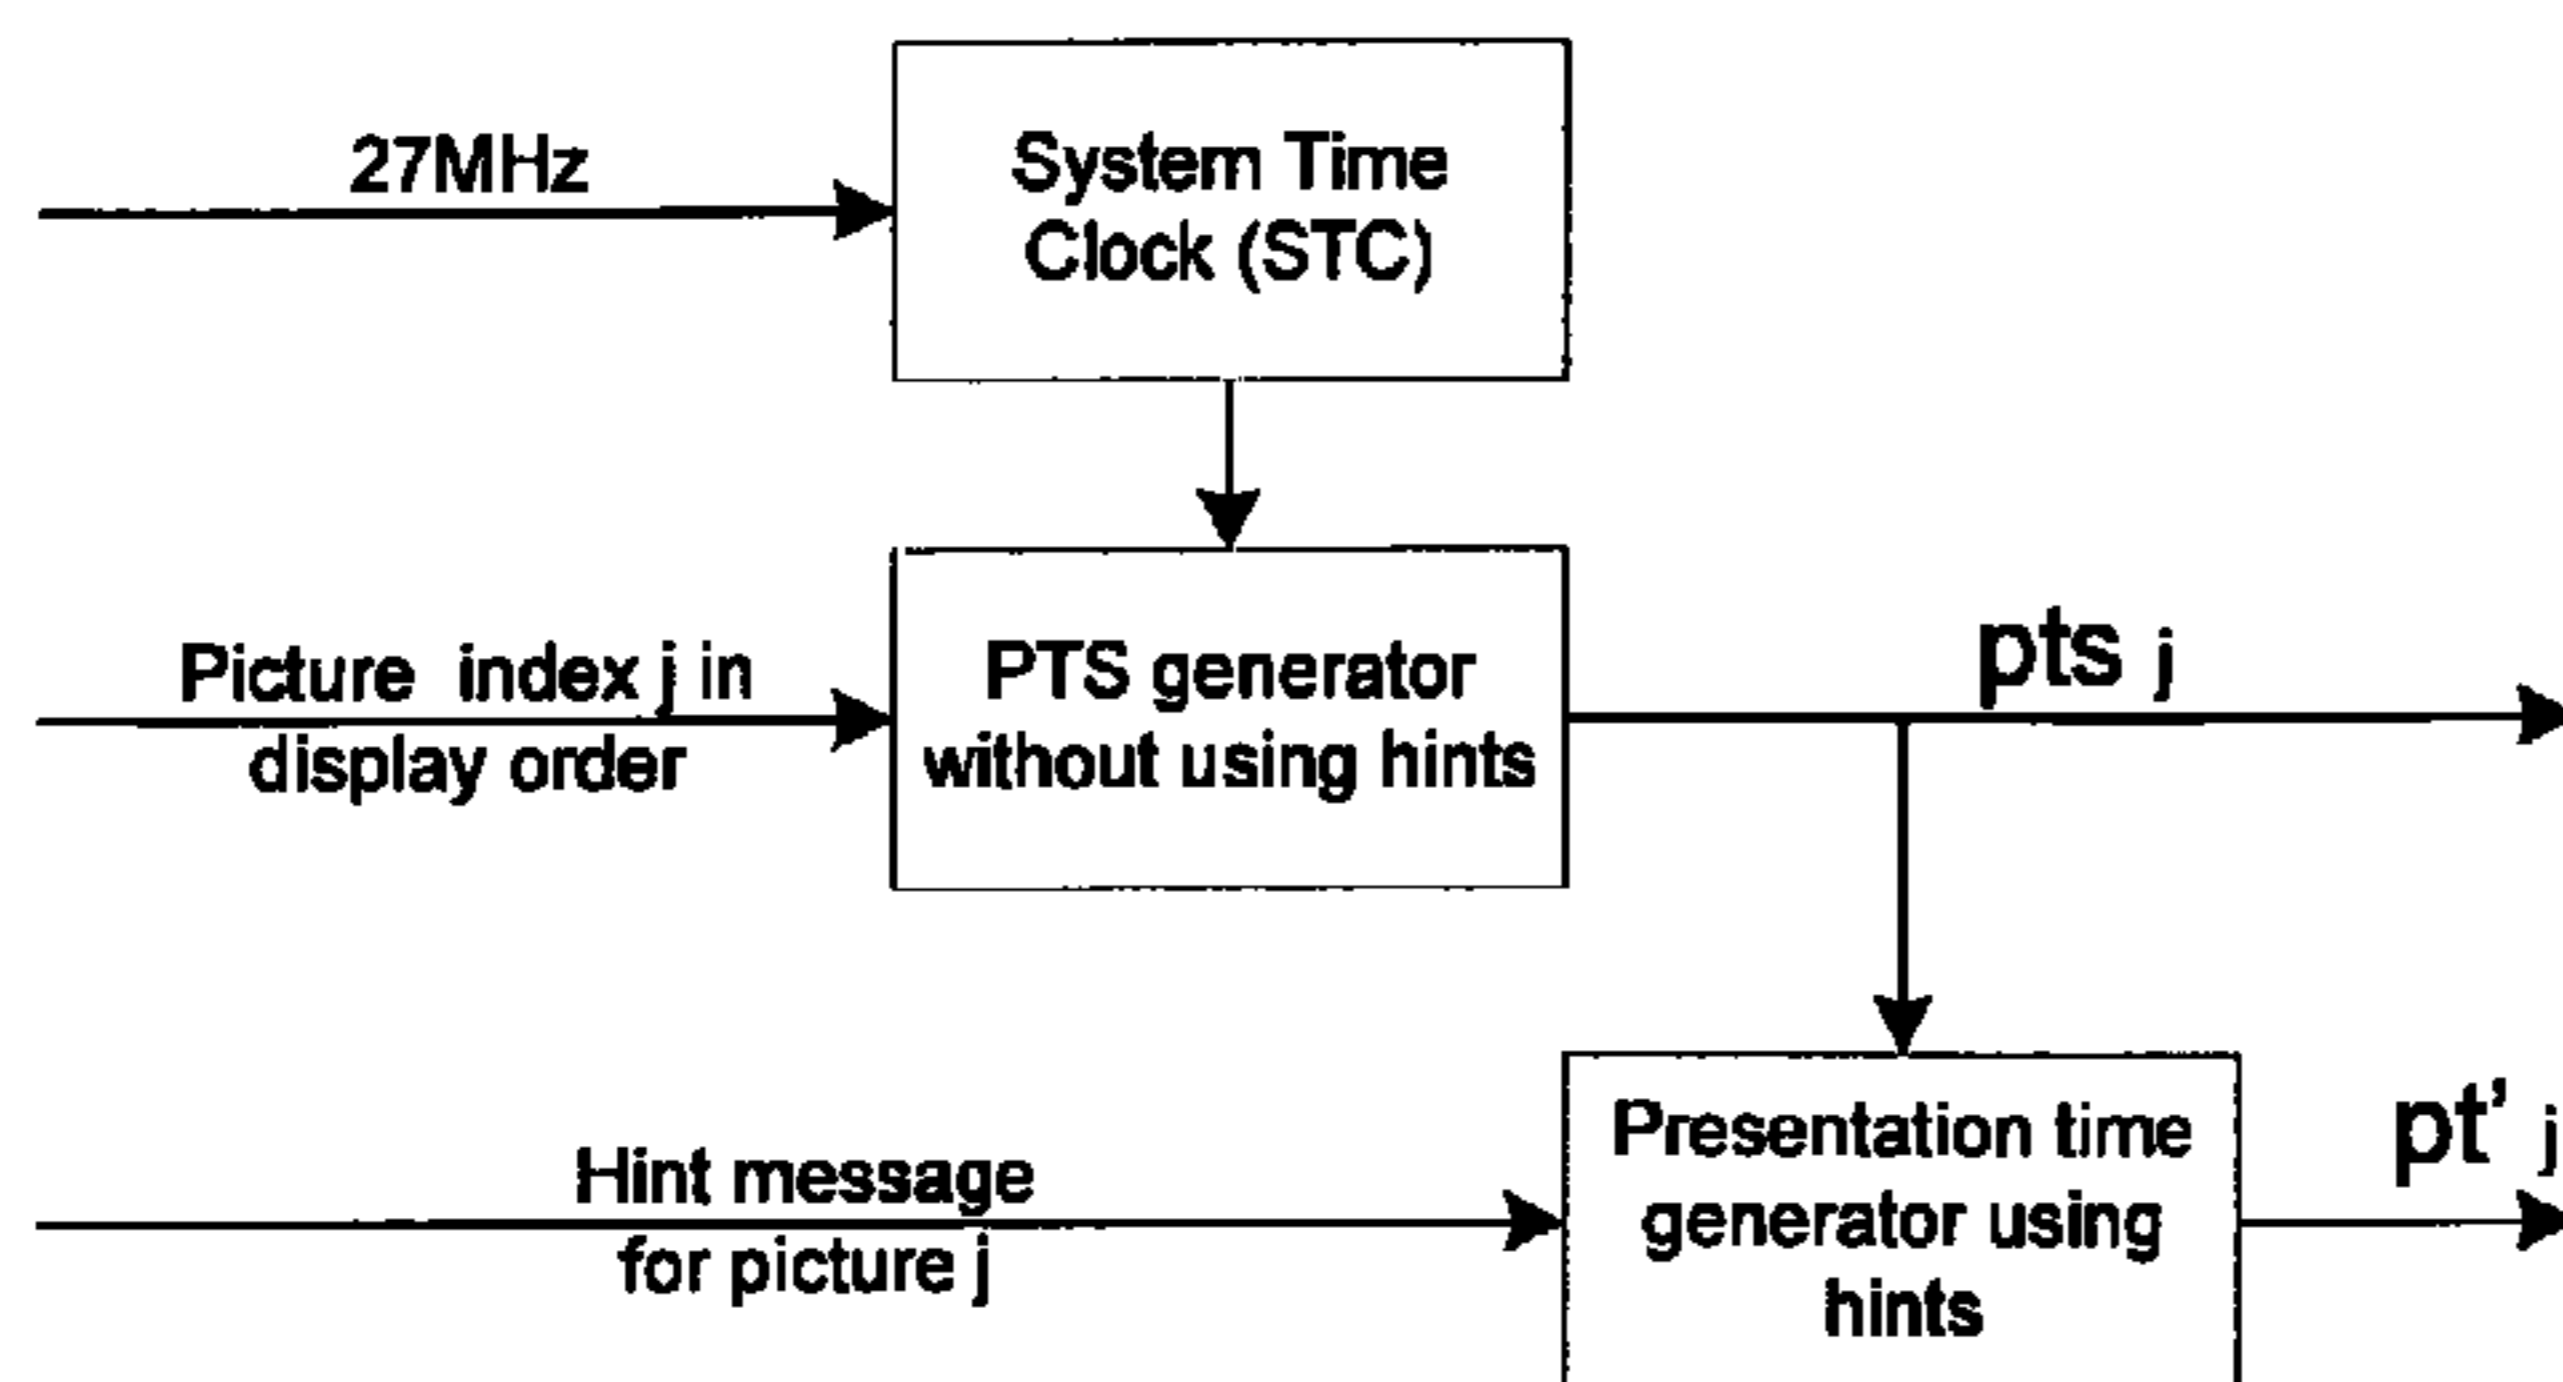 27MHz
System Time
Clock (STC)
Picture index j in
display order
PTS generator
without using hints
pts j
Hint message
for picture j
Presentation time
generator using
hints
pt’ j